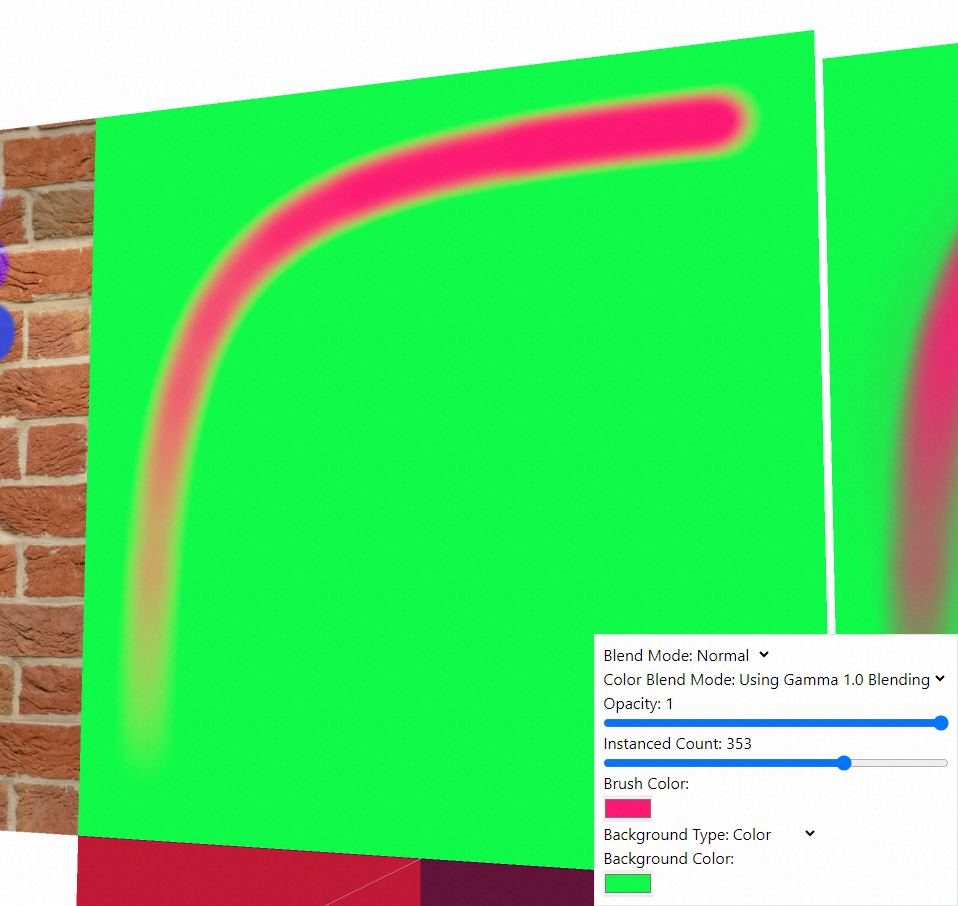 Blend Mode: Normal
Color Blend Mode: Using Gamma 1.0 Blending
Opacity: 1
Instanced Count: 353
Brush Color:
Background Type: Color
Background Color: